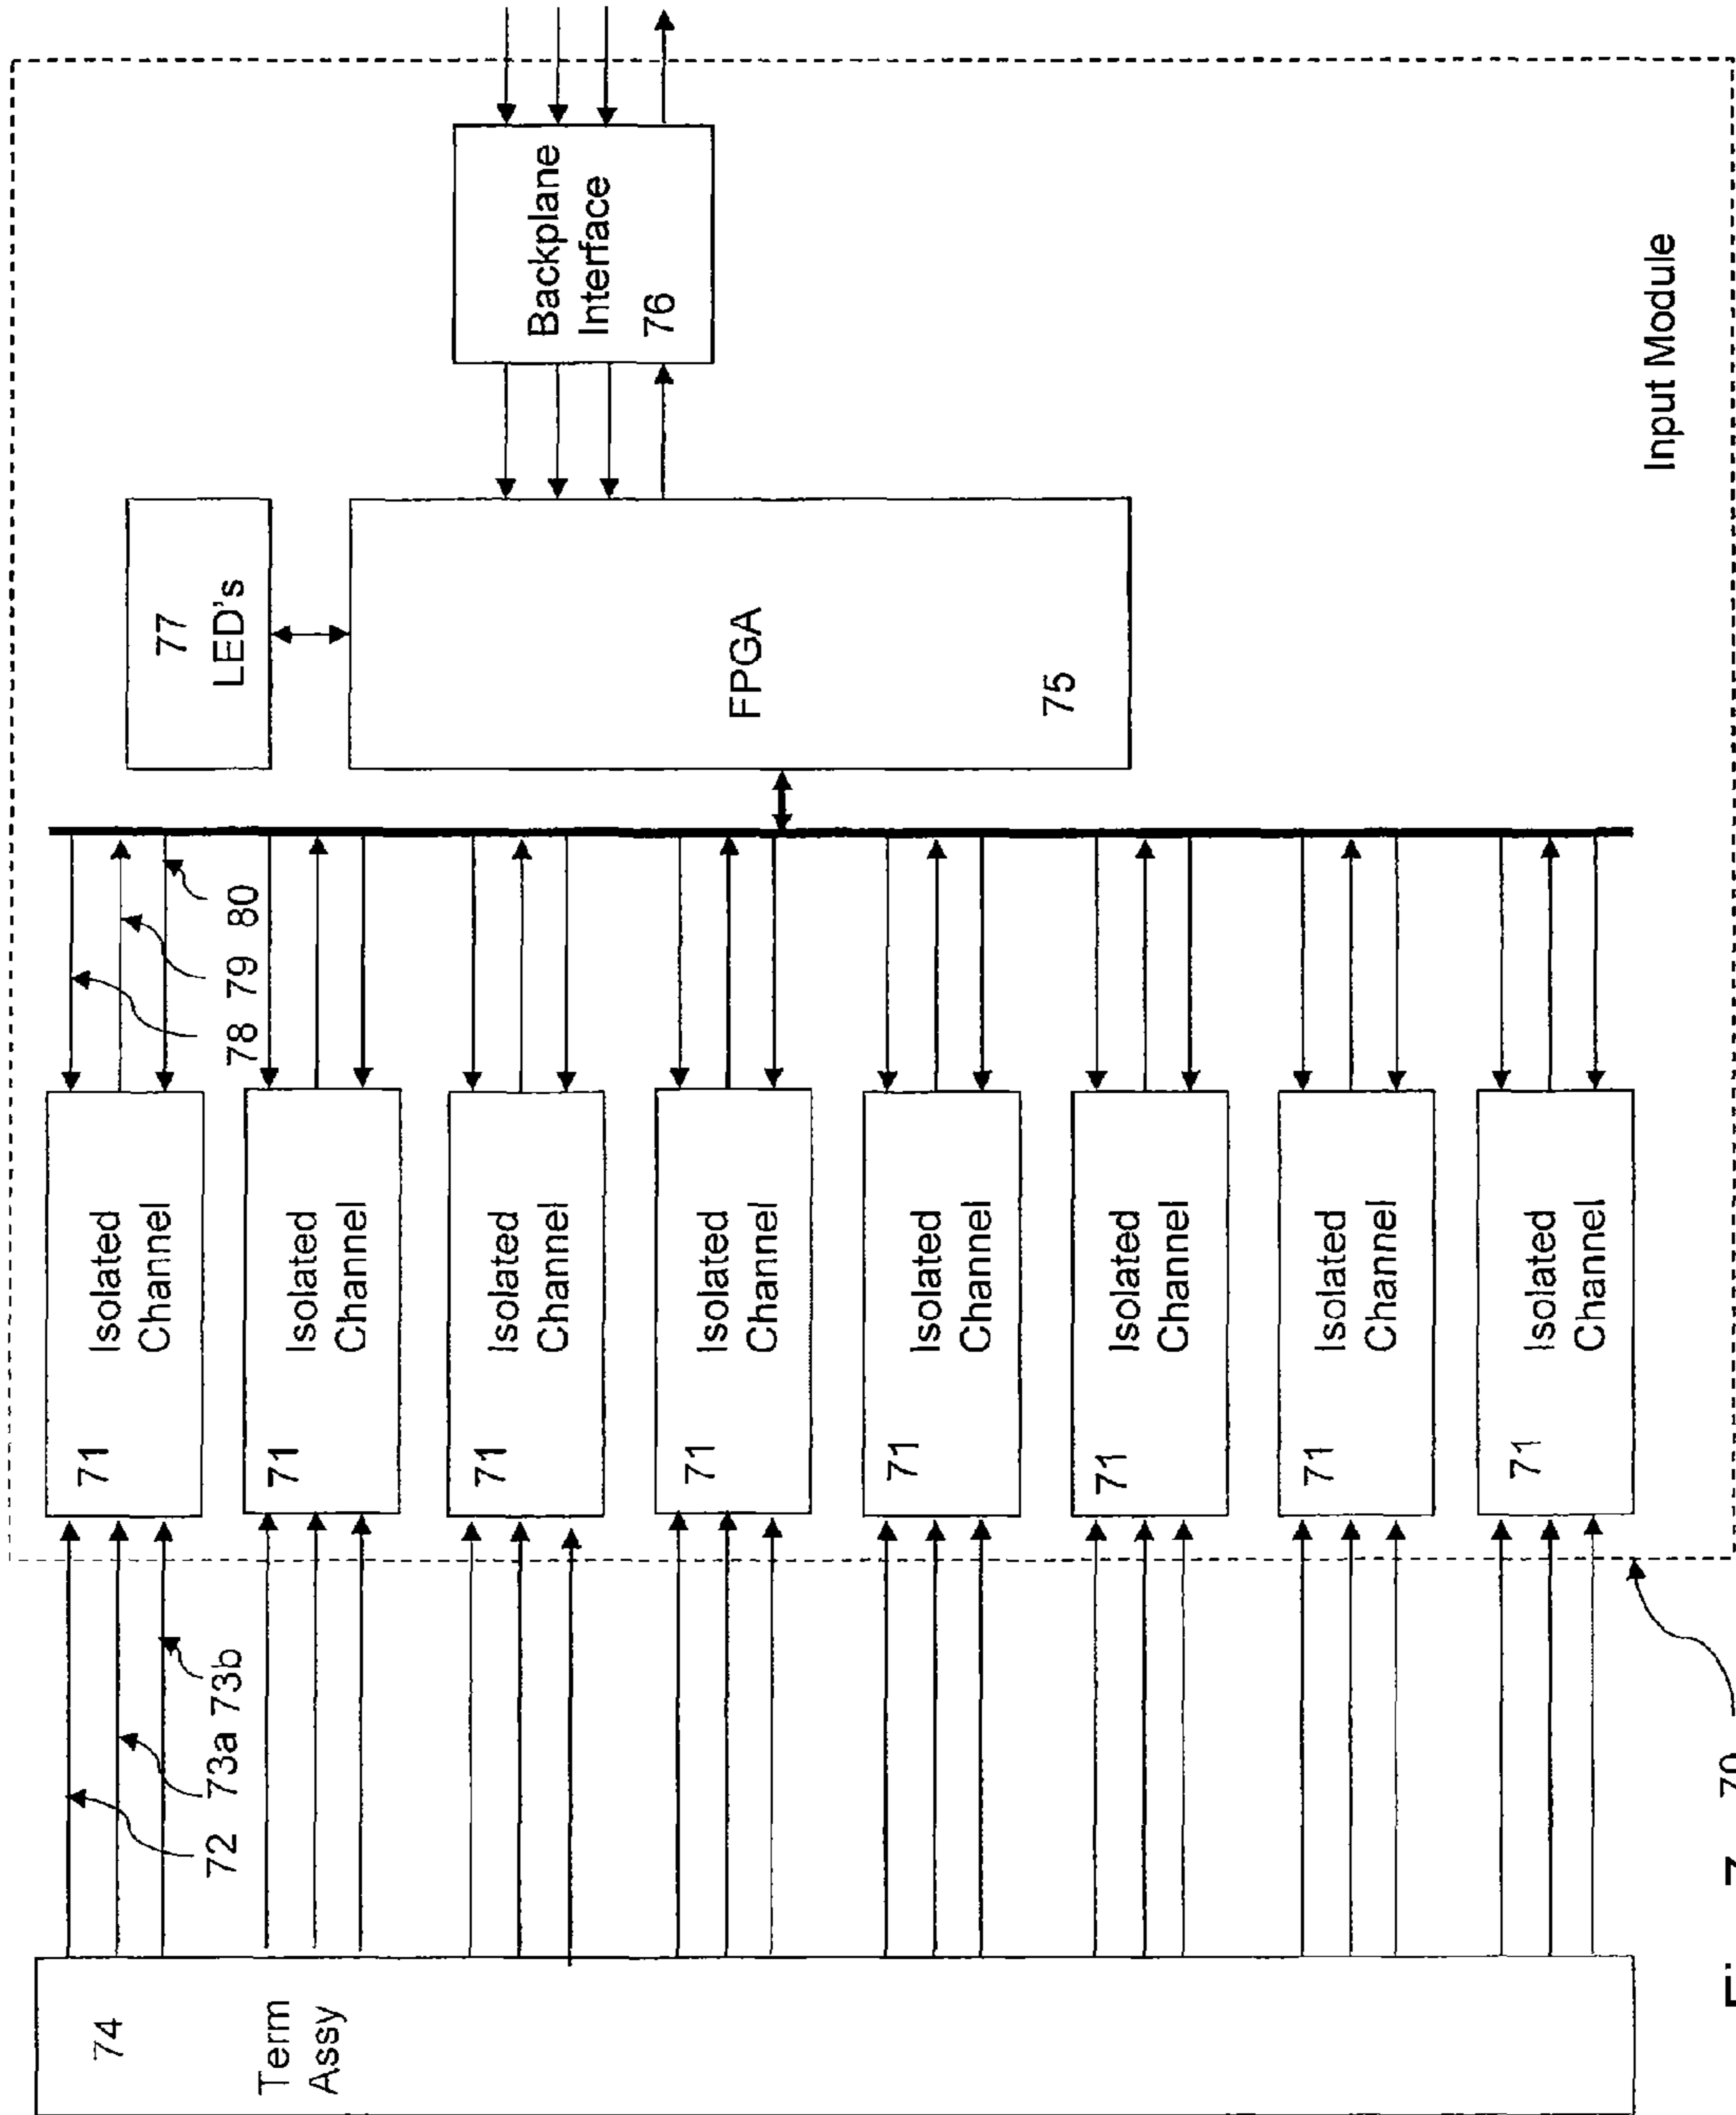 74
Term
Assy
72 73a 73b
Isolated
71 Channel
78 79 80
Isolated
71 Channel
Isolated
71 Channel
Isolated
71 Channel
Isolated
71 Channel
Isolated
71 Channel
Isolated
71 Channel
Isolated
71 Channel
77
LED's
FPGA
75
Backplane
Interface
76
Input Module
70